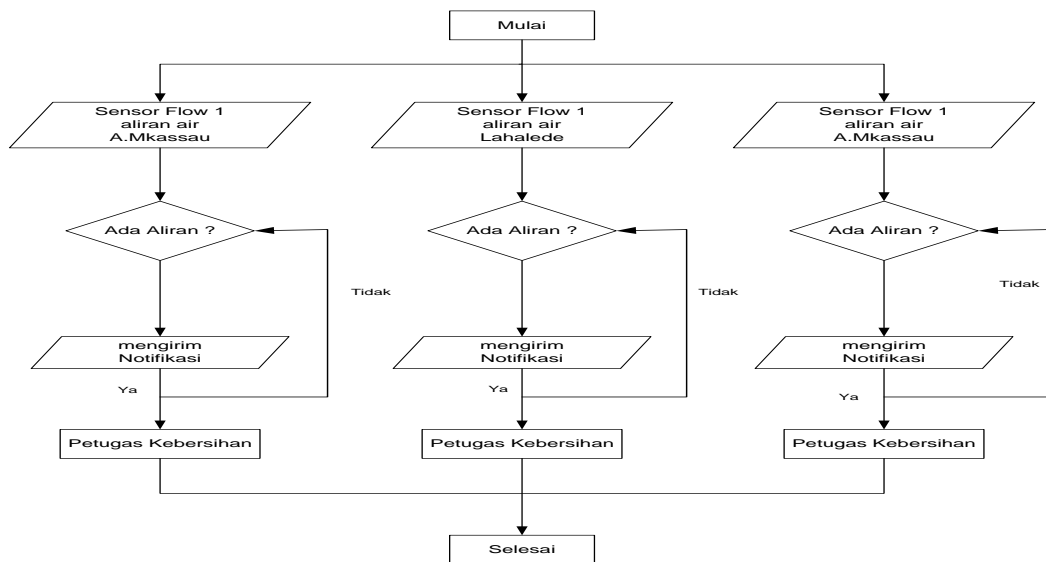 Mulai
Sensor Flow 1
aliran air
A.Mkassau
Sensor Flow 1
aliran air
Lahalede
Sensor Flow 1
aliran air
A.Mkassau
Ada Aliran ?
Ada Aliran ?
Ada Aliran ?
Tidak
Tidak
Tidak
mengirim
Notifikasi
mengirim
Notifikasi
mengirim
Notifikasi
Ya
Ya
Ya
Petugas Kebersihan
Petugas Kebersihan
Petugas Kebersihan
Selesai